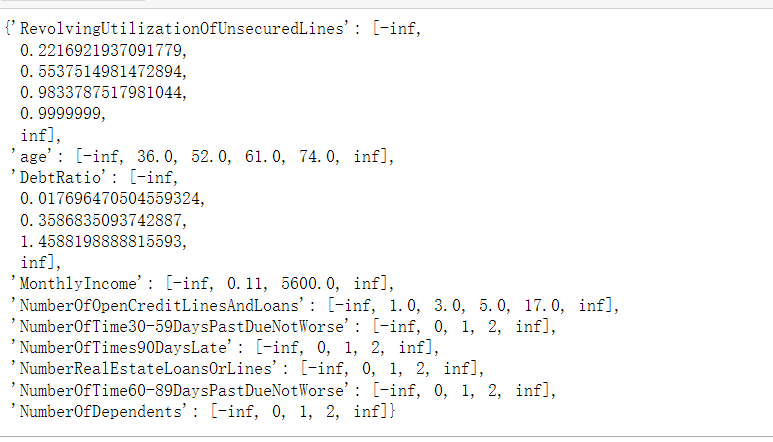 {'RevolvingUtilizationOfUnsecuredLines': [-inf,
0.2216921937091779,
0.5537514981472894,
0.9833787517981044,
0.9999999,
inf],
'age': [-inf, 36.0, 52.0, 61.0, 74.0, inf],
'DebtRatio': [-inf,
0.017696470504559324,
0.3586835093742887,
1.4588198888815593,
inf],
'MonthlyIncome': [-inf, 0.11, 5600.0, inf],
'NumberOfOpenCreditLinesAndLoans': [-inf, 1.0, 3.0, 5.0, 17.0, inf],
'NumberOfTime30-59DaysPastDueNotWorse': [-inf, 0, 1, 2, inf],
'NumberOfTimes90DaysLate': [-inf, 0, 1, 2, inf],
'NumberRealEstateLoansOrLines': [-inf, 0, 1, 2, inf],
'NumberOfTime60-89DaysPastDueNotWorse': [-inf, 0, 1, 2, inf],
'NumberOfDependents': [-inf, 0, 1, 2, inf]}